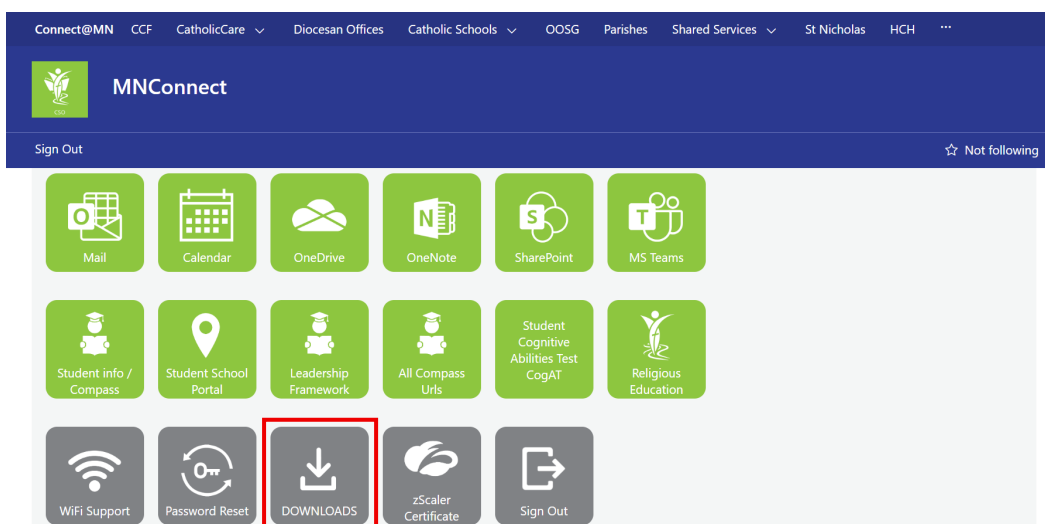 Connect@MN CCF CatholicCare Diocesan Offices Catholic Schools OOSG Parishes Shared Services St Nicholas HCH ...
MNConnect
CSO
Sign Out Not following
O N S T
Mail Calendar OneDrive OneNote SharePoint MS Teams
Student info /
Compass
Student School
Portal
Leadership
Framework
All Compass
Urls
Student
Cognitive
Abilities Test
CogAT
Religious
Education
WiFi Support Password Reset DOWNLOADS
zScaler
Certificate
Sign Out